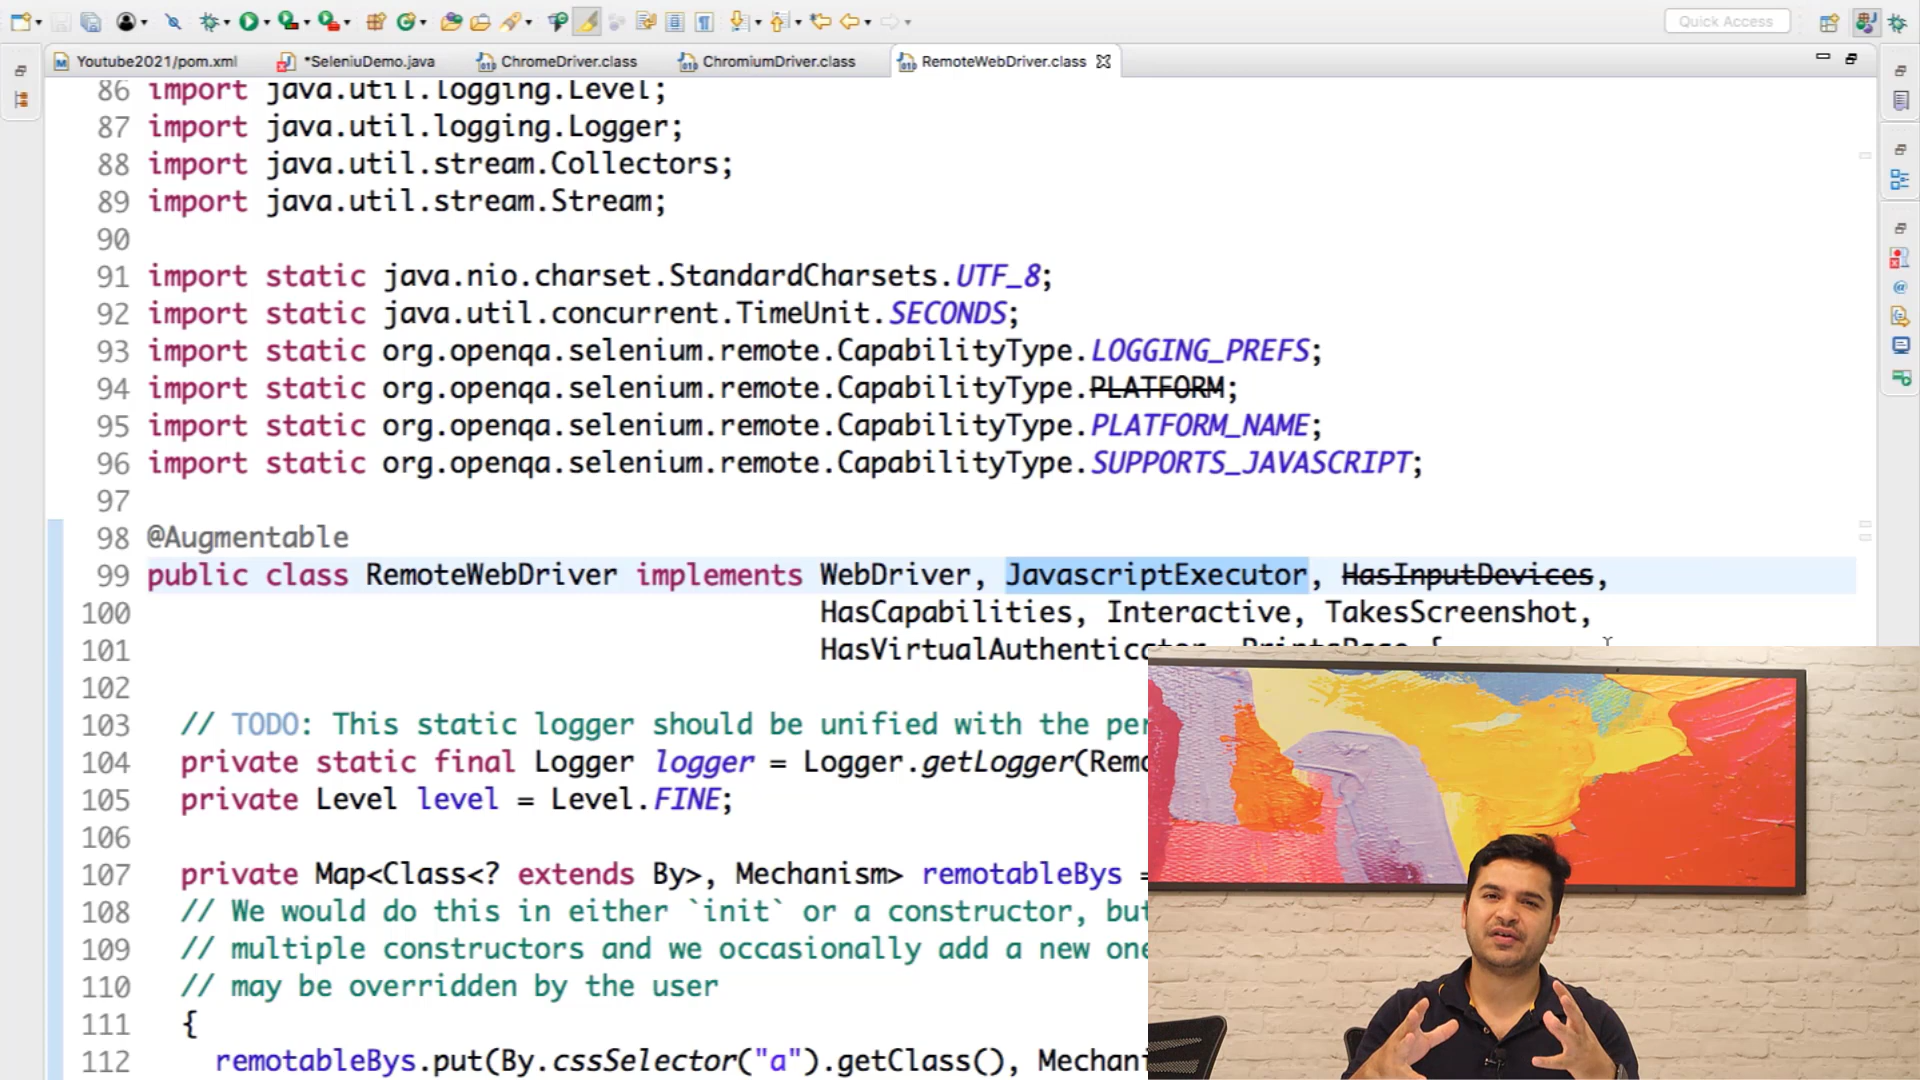 Quick Access
Youtube2021/pom.xml
*SeleniuDemo.java
ChromeDriver.class
ChromiumDriver.class
RemoteWebDriver.class
86 import java.util.logging.Level;
87 import java.util.logging.Logger;
88 import java.util.stream.Collectors;
89 import java.util.stream.Stream;
90
91 import static java.nio.charset.StandardCharsets.UTF_8;
92 import static java.util.concurrent.TimeUnit.SECONDS;
93 import static org.openqa.selenium.remote.CapabilityType.LOGGING_PREFS;
94 import static org.openqa.selenium.remote.CapabilityType.PLATFORM;
95 import static org.openqa.selenium.remote.CapabilityType.PLATFORM_NAME;
96 import static org.openqa.selenium.remote.CapabilityType.SUPPORTS_JAVASCRIPT;
97
98 @Augmentable
99 public class RemoteWebDriver implements WebDriver, JavascriptExecutor, HasInputDevices,
100 HasCapabilities, Interactive, TakesScreenshot,
101 HasVirtualAuthenticator, PrintsPage {
102
103 // TODO: This static logger should be unified with the per
104 private static final Logger logger = Logger.getLogger(Remo
105 private Level level = Level.FINE;
106
107 private Map<Class<? extends By>, Mechanism> remotableBys =
108 // We would do this in either `init` or a constructor, but
109 // multiple constructors and we occasionally add a new one
110 // may be overridden by the user
111 {
112 remotableBys.put(By.cssSelector("a").getClass(), Mechani